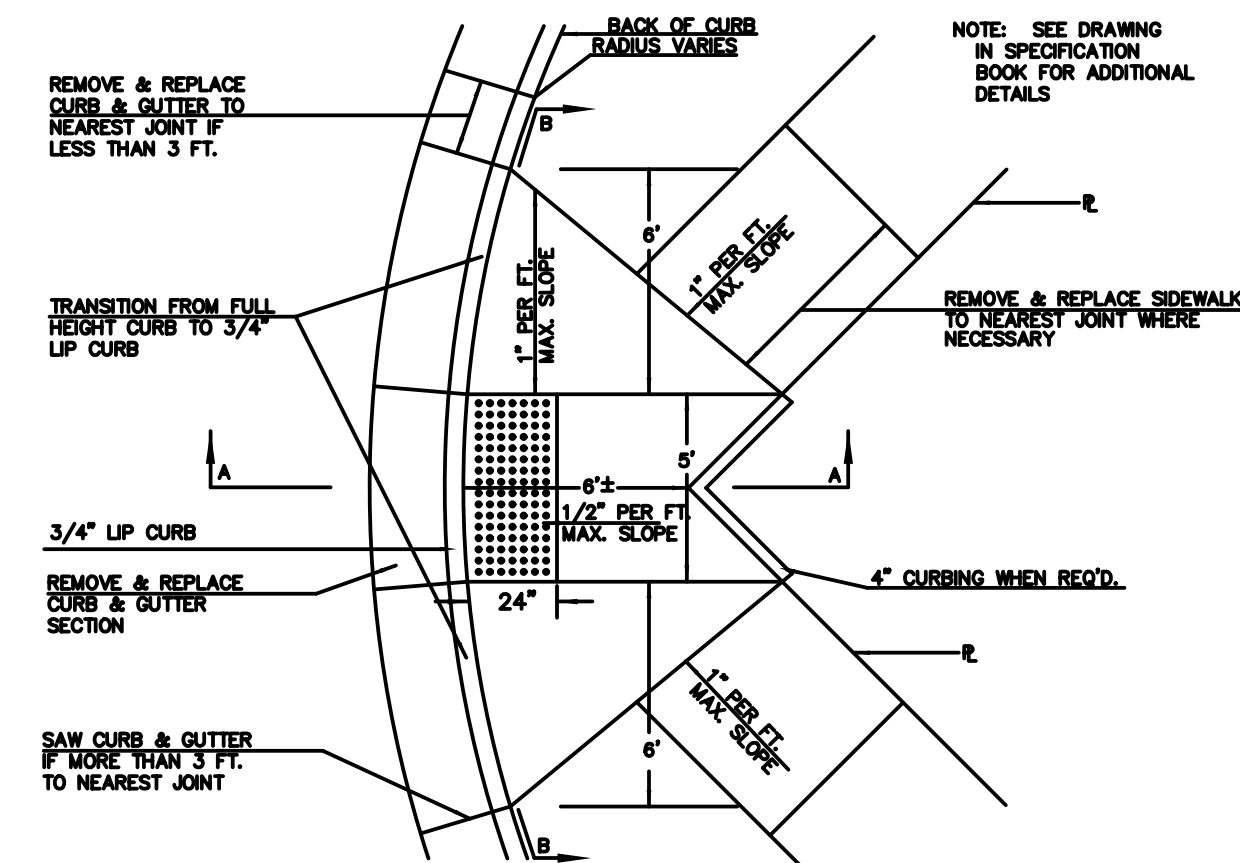 BACK OF CURB
RADIUS VARIES
NOTE: SEE DRAWING
IN SPECIFICATION
BOOK FOR ADDITIONAL
DETAILS
REMOVE & REPLACE
CURB & GUTTER TO
NEAREST JOINT IF
LESS THAN 3 FT.
B
6'
1" PER FT.
MAX. SLOPE
1" PER FT.
MAX. SLOPE
PL
TRANSITION FROM FULL
HEIGHT CURB TO 3/4"
LIP CURB
REMOVE & REPLACE SIDEWALK
TO NEAREST JOINT WHERE
NECESSARY
A
5'
A
6'±
1/2" PER FT.
MAX. SLOPE
3/4" LIP CURB
REMOVE & REPLACE
CURB & GUTTER
SECTION
24"
4" CURBING WHEN REQ'D.
PL
1" PER FT.
MAX. SLOPE
SAW CURB & GUTTER
IF MORE THAN 3 FT.
TO NEAREST JOINT
6'
B